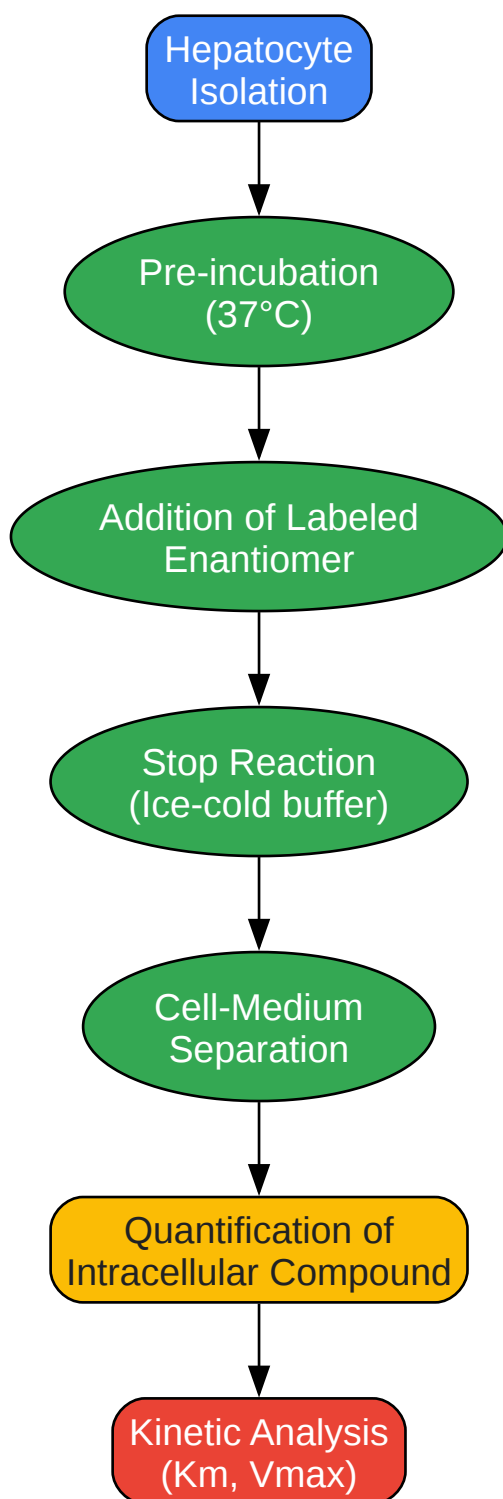 Hepatocyte
Isolation
Pre-incubation
(37°C)
Addition of Labeled
Enantiomer
Stop Reaction
(Ice-cold buffer)
Cell-Medium
Separation
Quantification of
Intracellular Compound
Kinetic Analysis
(Km, Vmax)